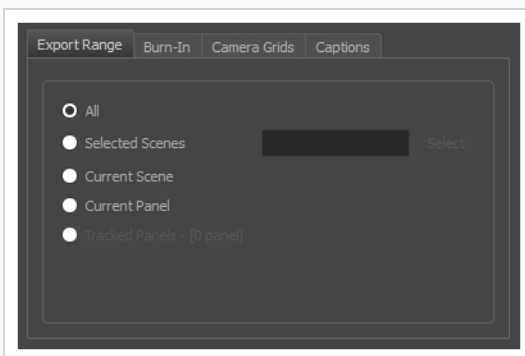 Export Range Burn-In Camera Grids Captions
All
Selected Scenes Select
Current Scene
Current Panel
Tracked Panels - [0 panel]